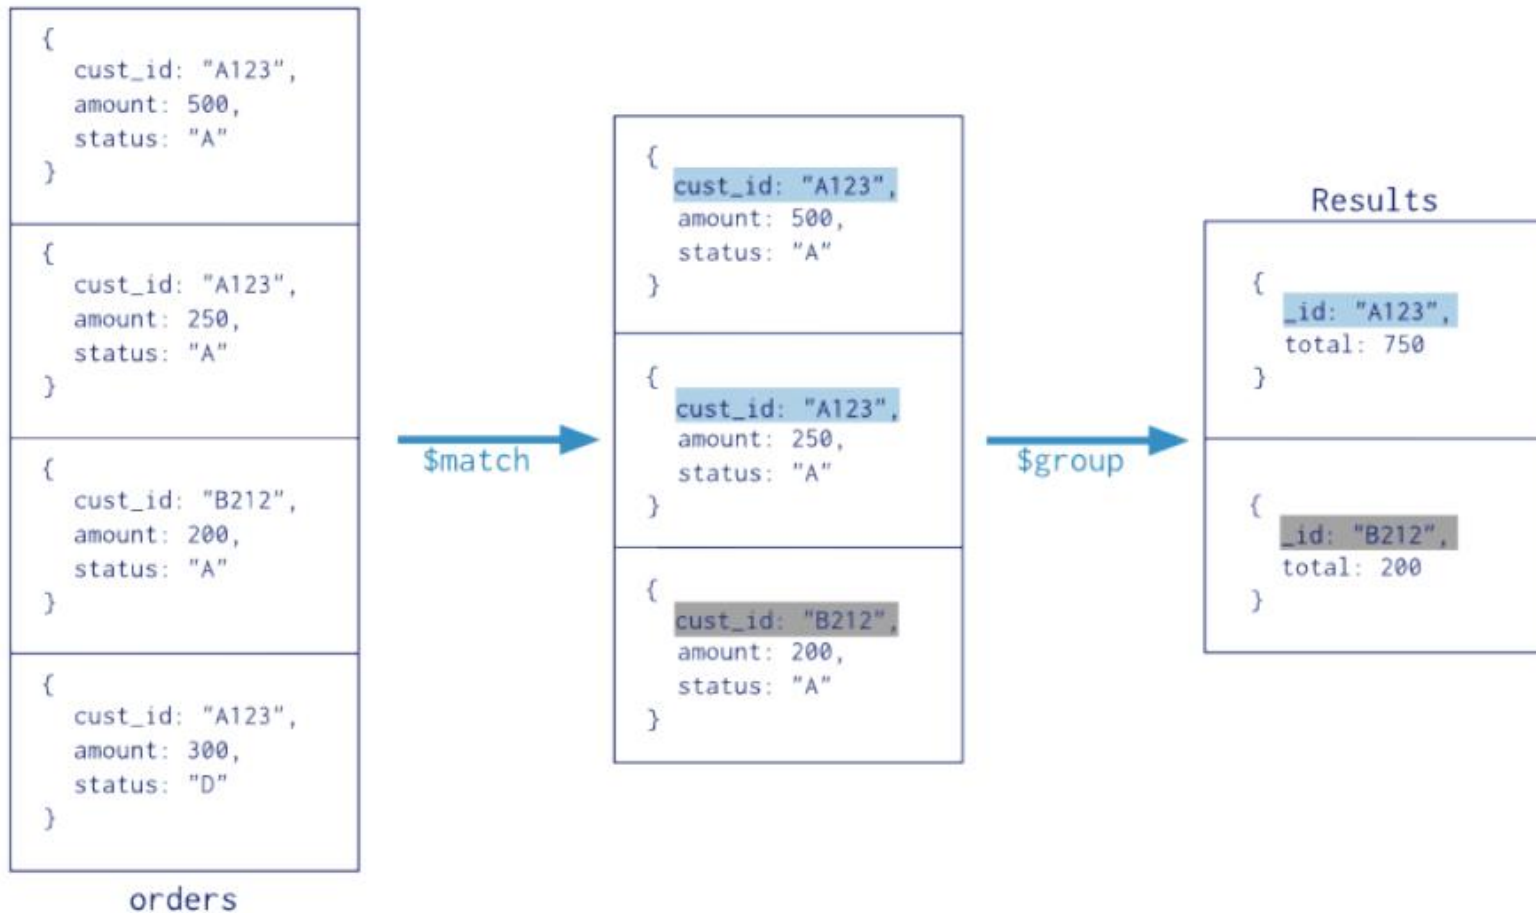 {
cust_id: "A123",
amount: 500,
status: "A"
}
{
cust_id: "A123",
amount: 250,
status: "A"
}
{
cust_id: "B212",
amount: 200,
status: "A"
}
{
cust_id: "A123",
amount: 300,
status: "D"
}
orders
$match
{
cust_id: "A123",
amount: 500,
status: "A"
}
{
cust_id: "A123",
amount: 250,
status: "A"
}
{
cust_id: "B212",
amount: 200,
status: "A"
}
$group
Results
{
_id: "A123",
total: 750
}
{
_id: "B212",
total: 200
}